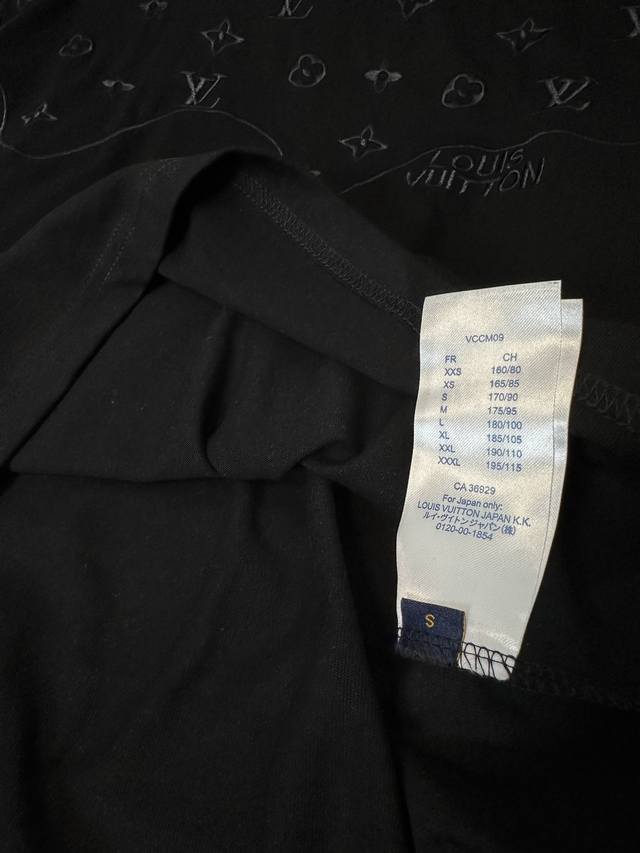 LV
LV
LOUIS
VUITTON
VCCM09
FR CH
XXS 160/80
XS 165/85
S 170/90
M 175/95
L 180/100
XL 185/105
XXL 190/110
XXXL 195/115
CA 36929
For Japan only:
LOUIS VUITTON JAPAN K.K.
ルイ・ヴィトンジャパン(株)
0120-00-1854
S